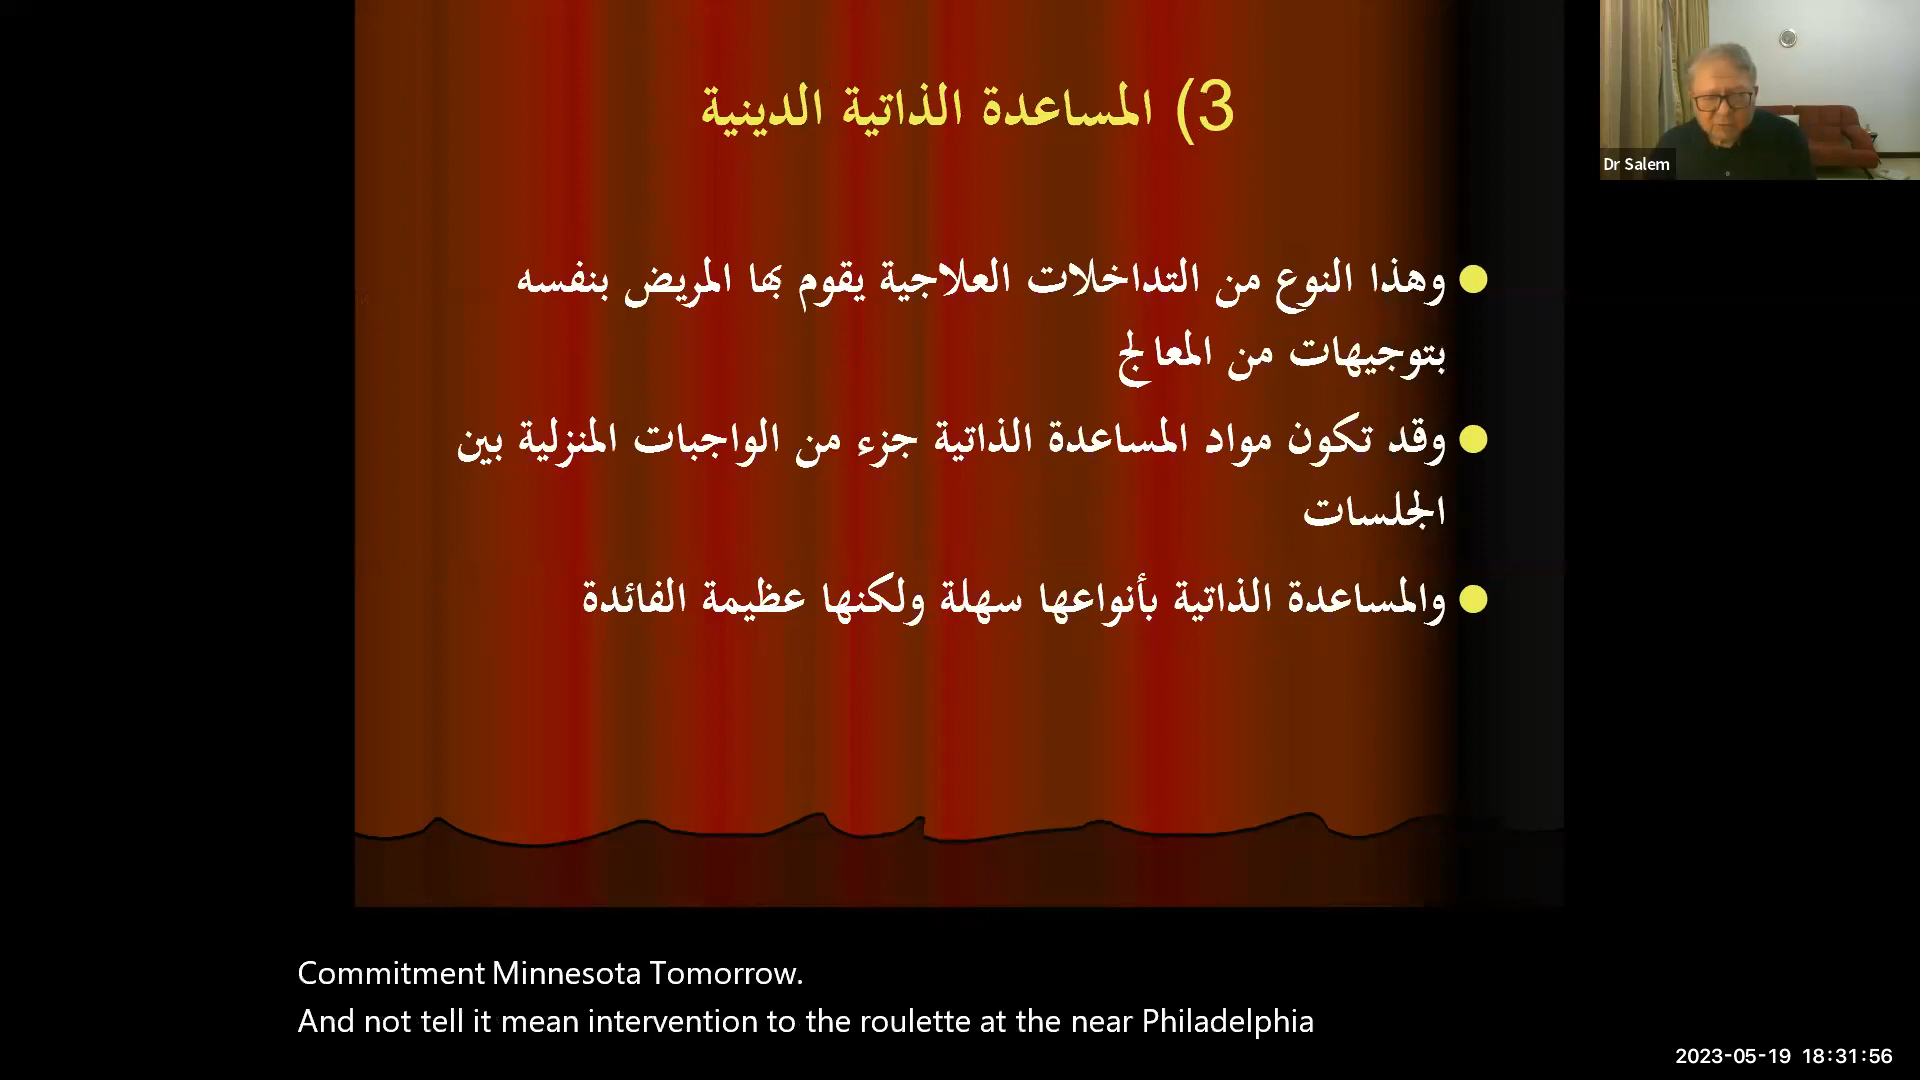 3) المساعدة الذاتية الدينية
وهذا النوع من التداخلات العلاجية يقوم بها المريض بنفسه
بتوجيهات من المعالج
وقد تكون مواد المساعدة الذاتية جزء من الواجبات المنزلية بين
الجلسات
والمساعدة الذاتية بأنواعها سهلة ولكنها عظيمة الفائدة
Dr Salem
Commitment Minnesota Tomorrow.
And not tell it mean intervention to the roulette at the near Philadelphia
2023-05-19 18:31:56